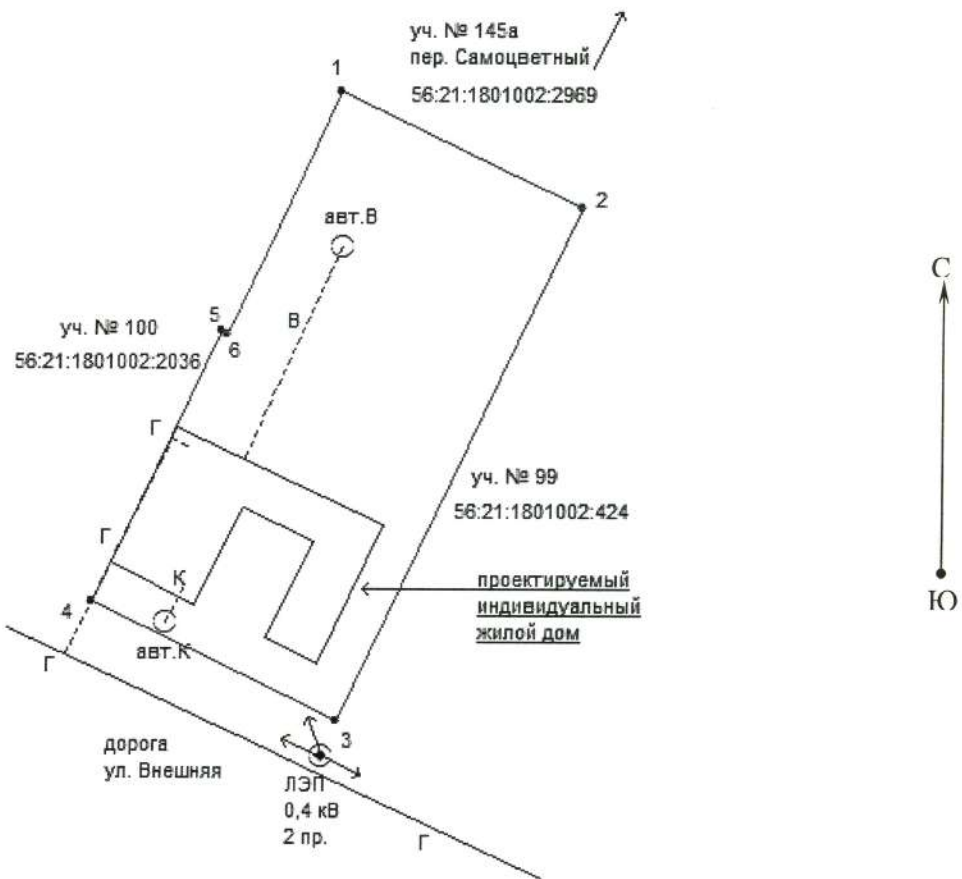 уч. № 145а
пер. Самоцветный
56:21:1801002:2969
1
2
авт.В
В
С
5
6
уч. № 100
56:21:1801002:2036
Г
уч. № 99
56:21:1801002:424
Г
К
проектируемый
индивидуальный
жилой дом
Ю
4
авт.К
Г
3
дорога
ул. Внешняя
ЛЭП
0,4 кВ
2 пр.
Г